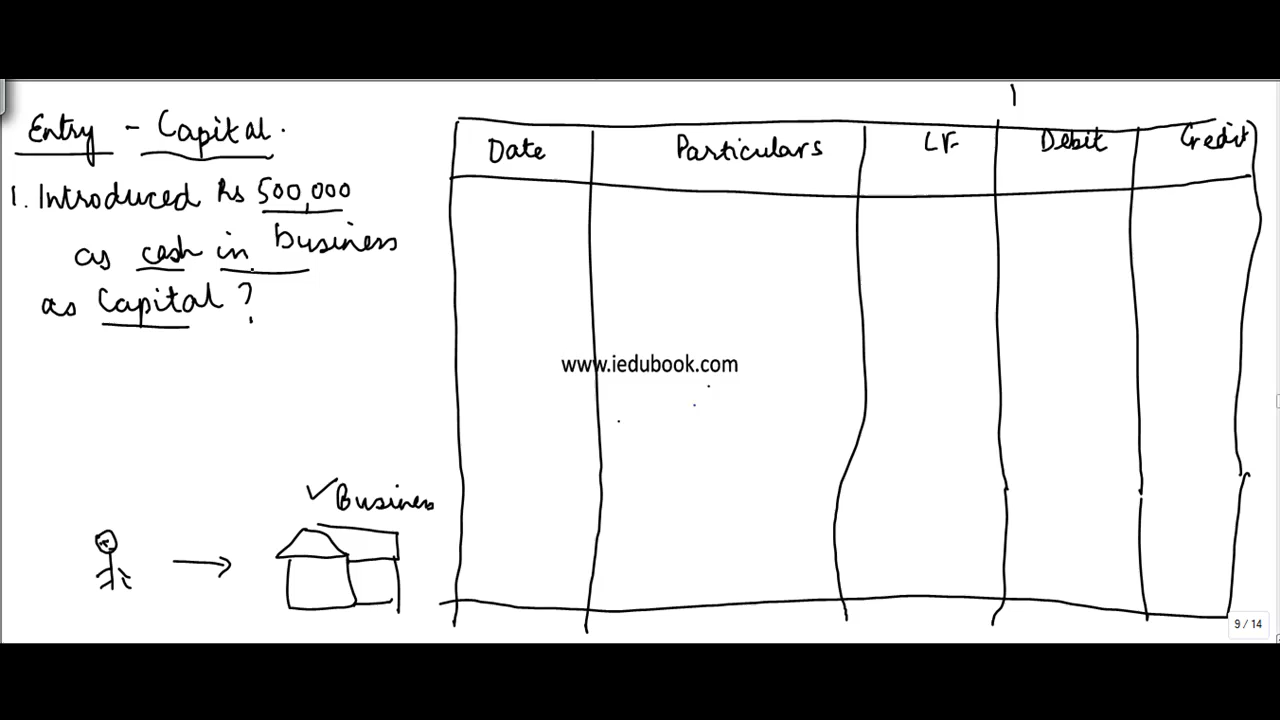 Entry - Capital.
1. Introduced Rs 500,000
as cash in business
as Capital ?
Date Particulars LF Debit Credit
www.iedubook.com
Business
9 / 14